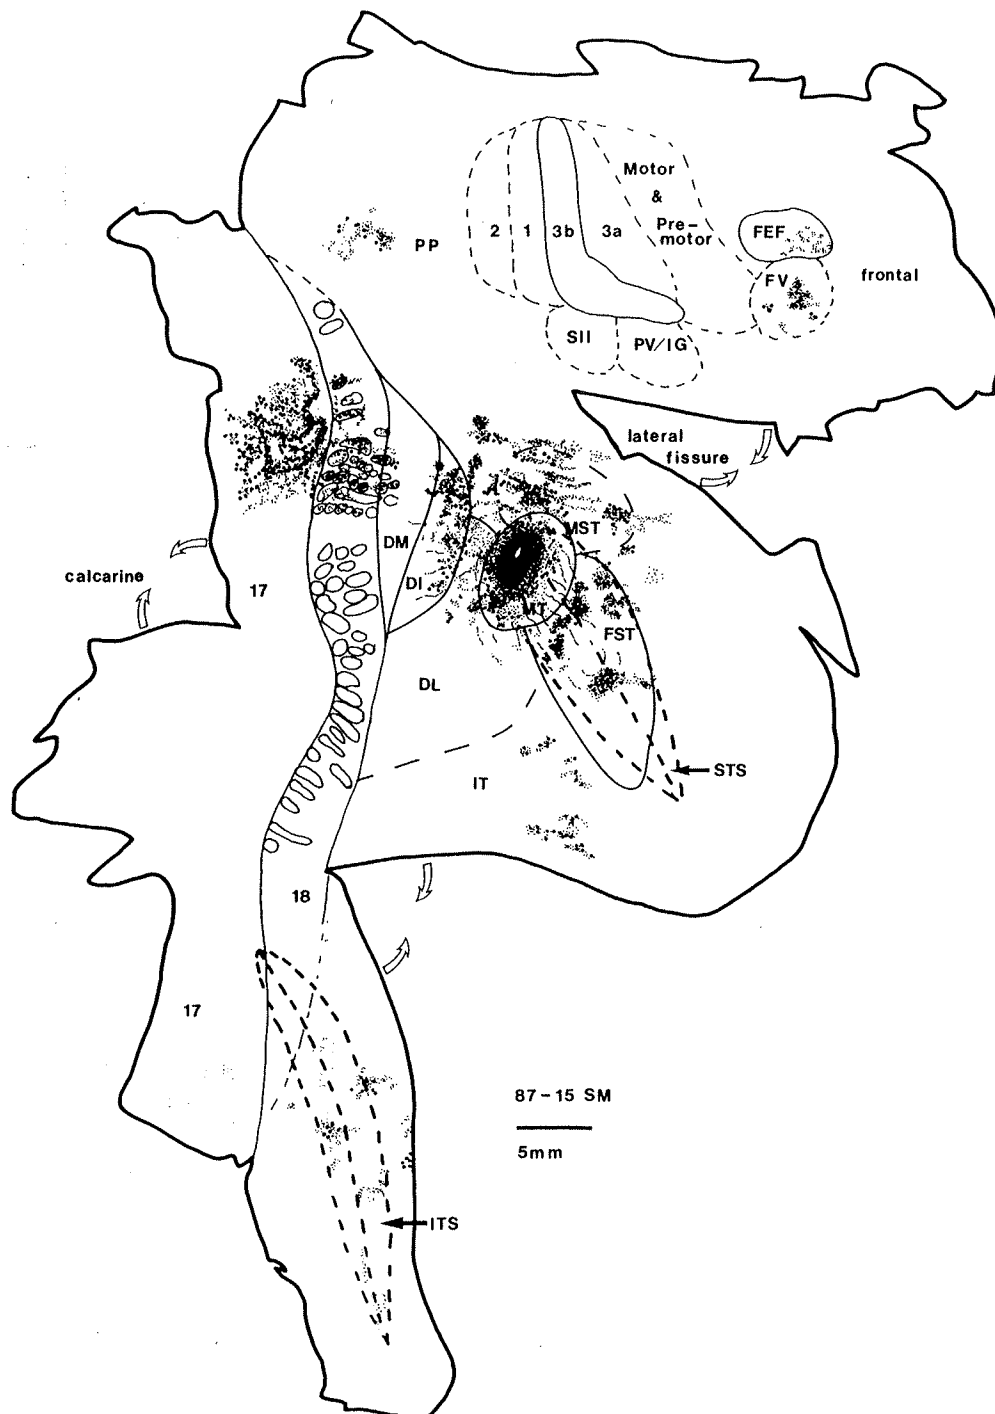 Motor
&
Pre-
motor
2
1
3b
3a
PP
FEF
FV
frontal
SII
PV/IG
lateral
fissure
MST
DM
DI
MT
FST
calcarine
17
DL
STS
IT
18
17
87-15 SM
5mm
ITS